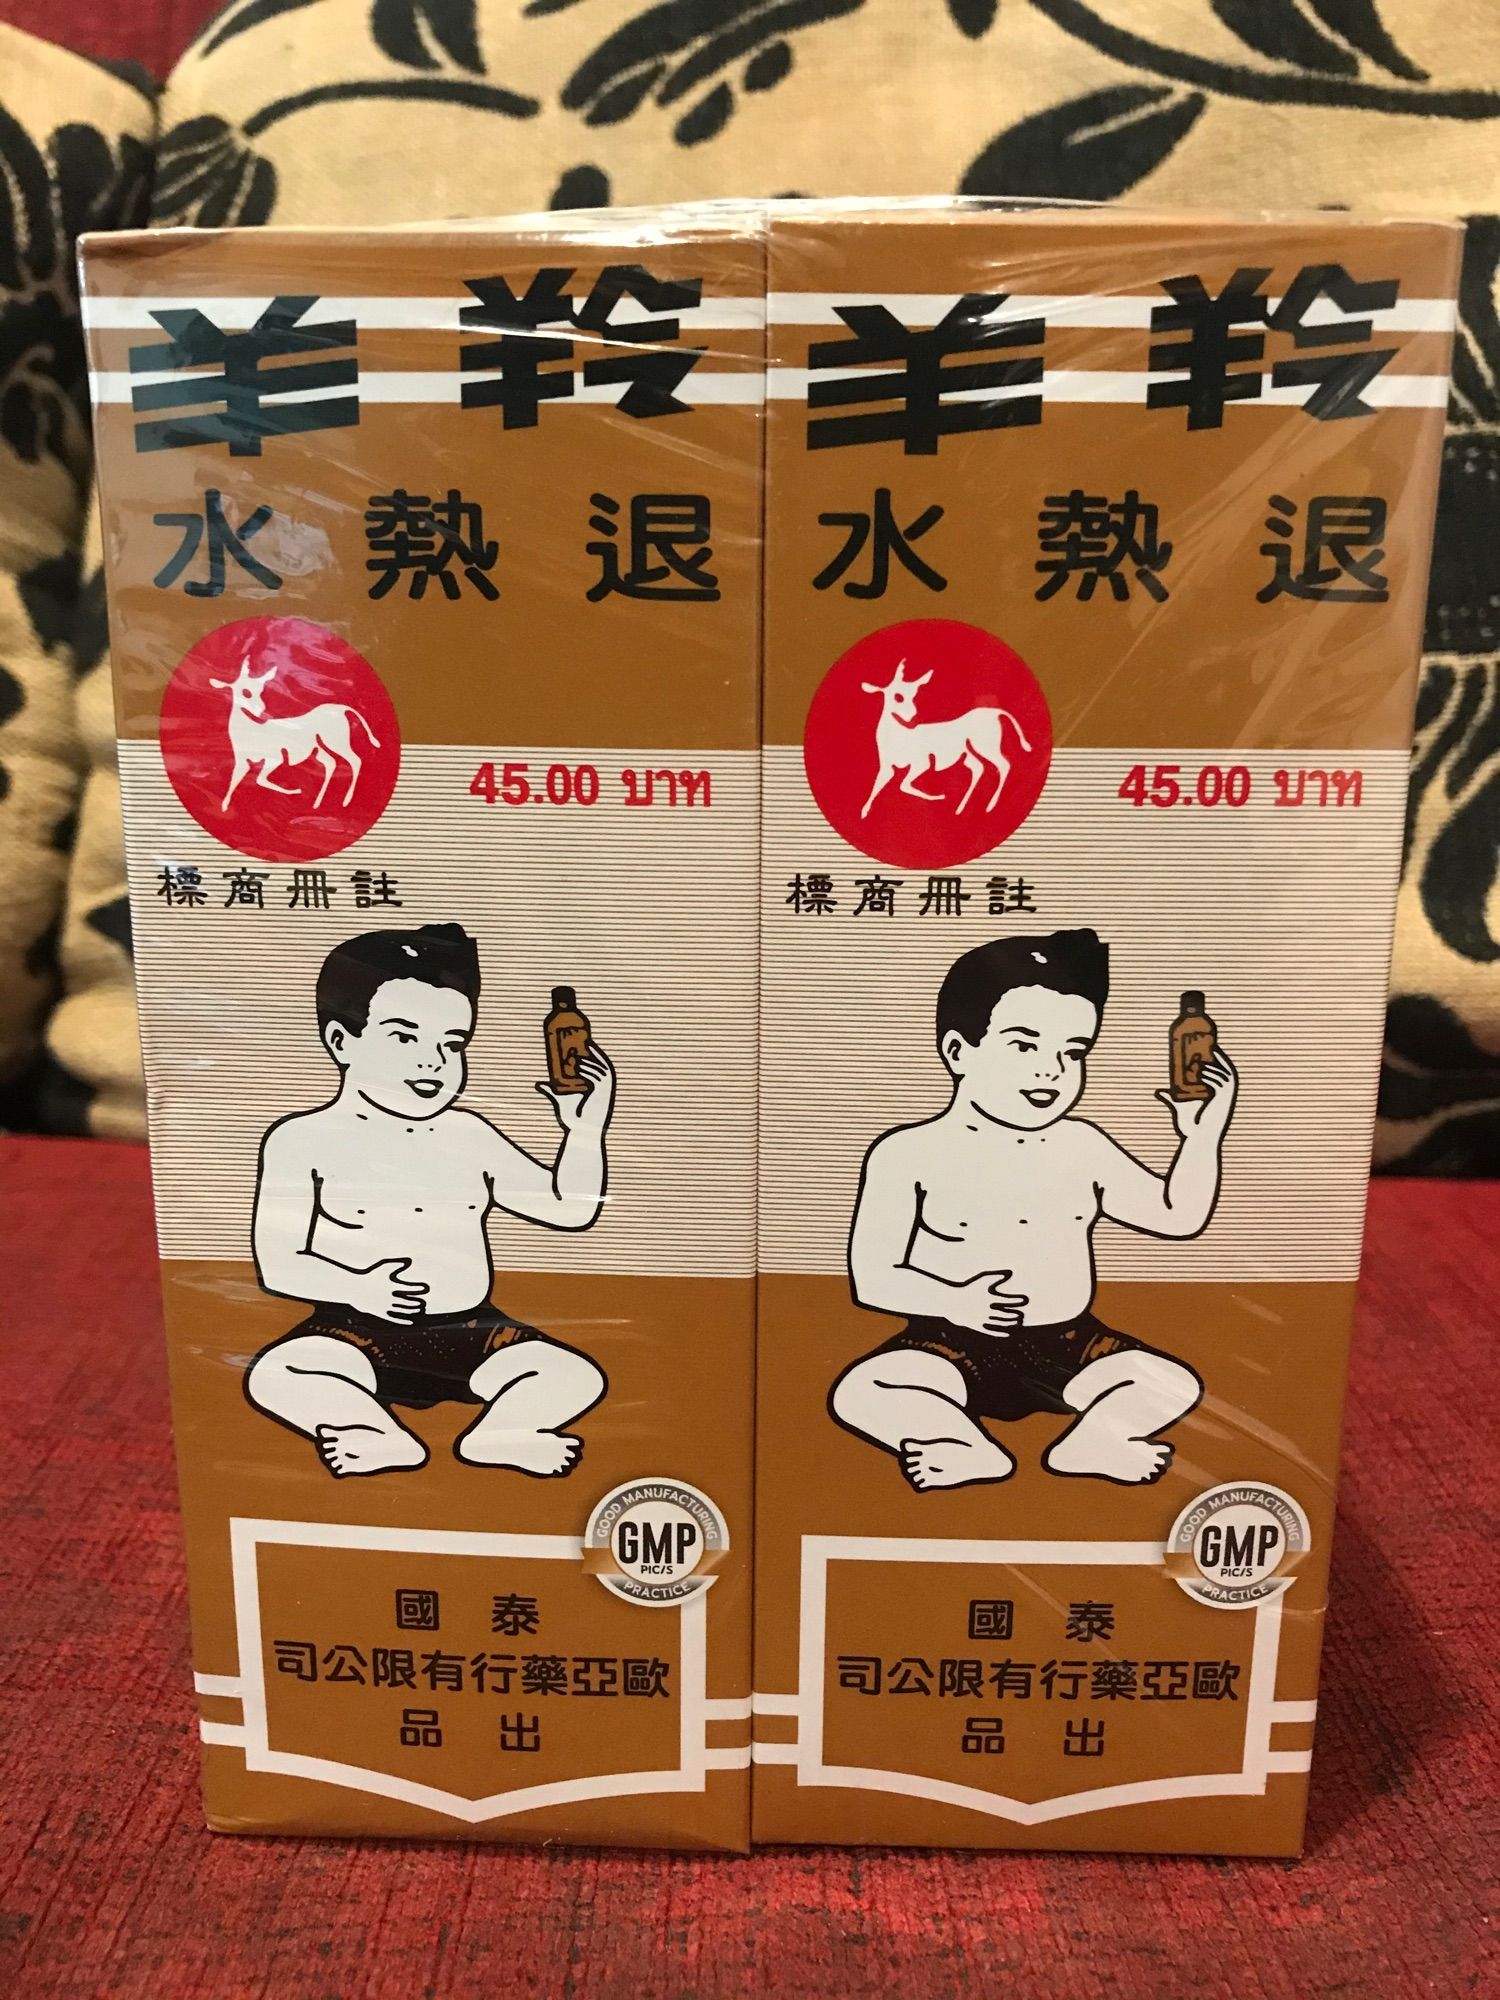 羚羊
退熱水
45.00 บาท
註冊商標
GOOD MANUFACTURING
GMP
PIC/S
PRACTICE
泰國
歐亞藥行有限公司
出品
羚羊
退熱水
45.00 บาท
註冊商標
GOOD MANUFACTURING
GMP
PIC/S
PRACTICE
泰國
歐亞藥行有限公司
出品